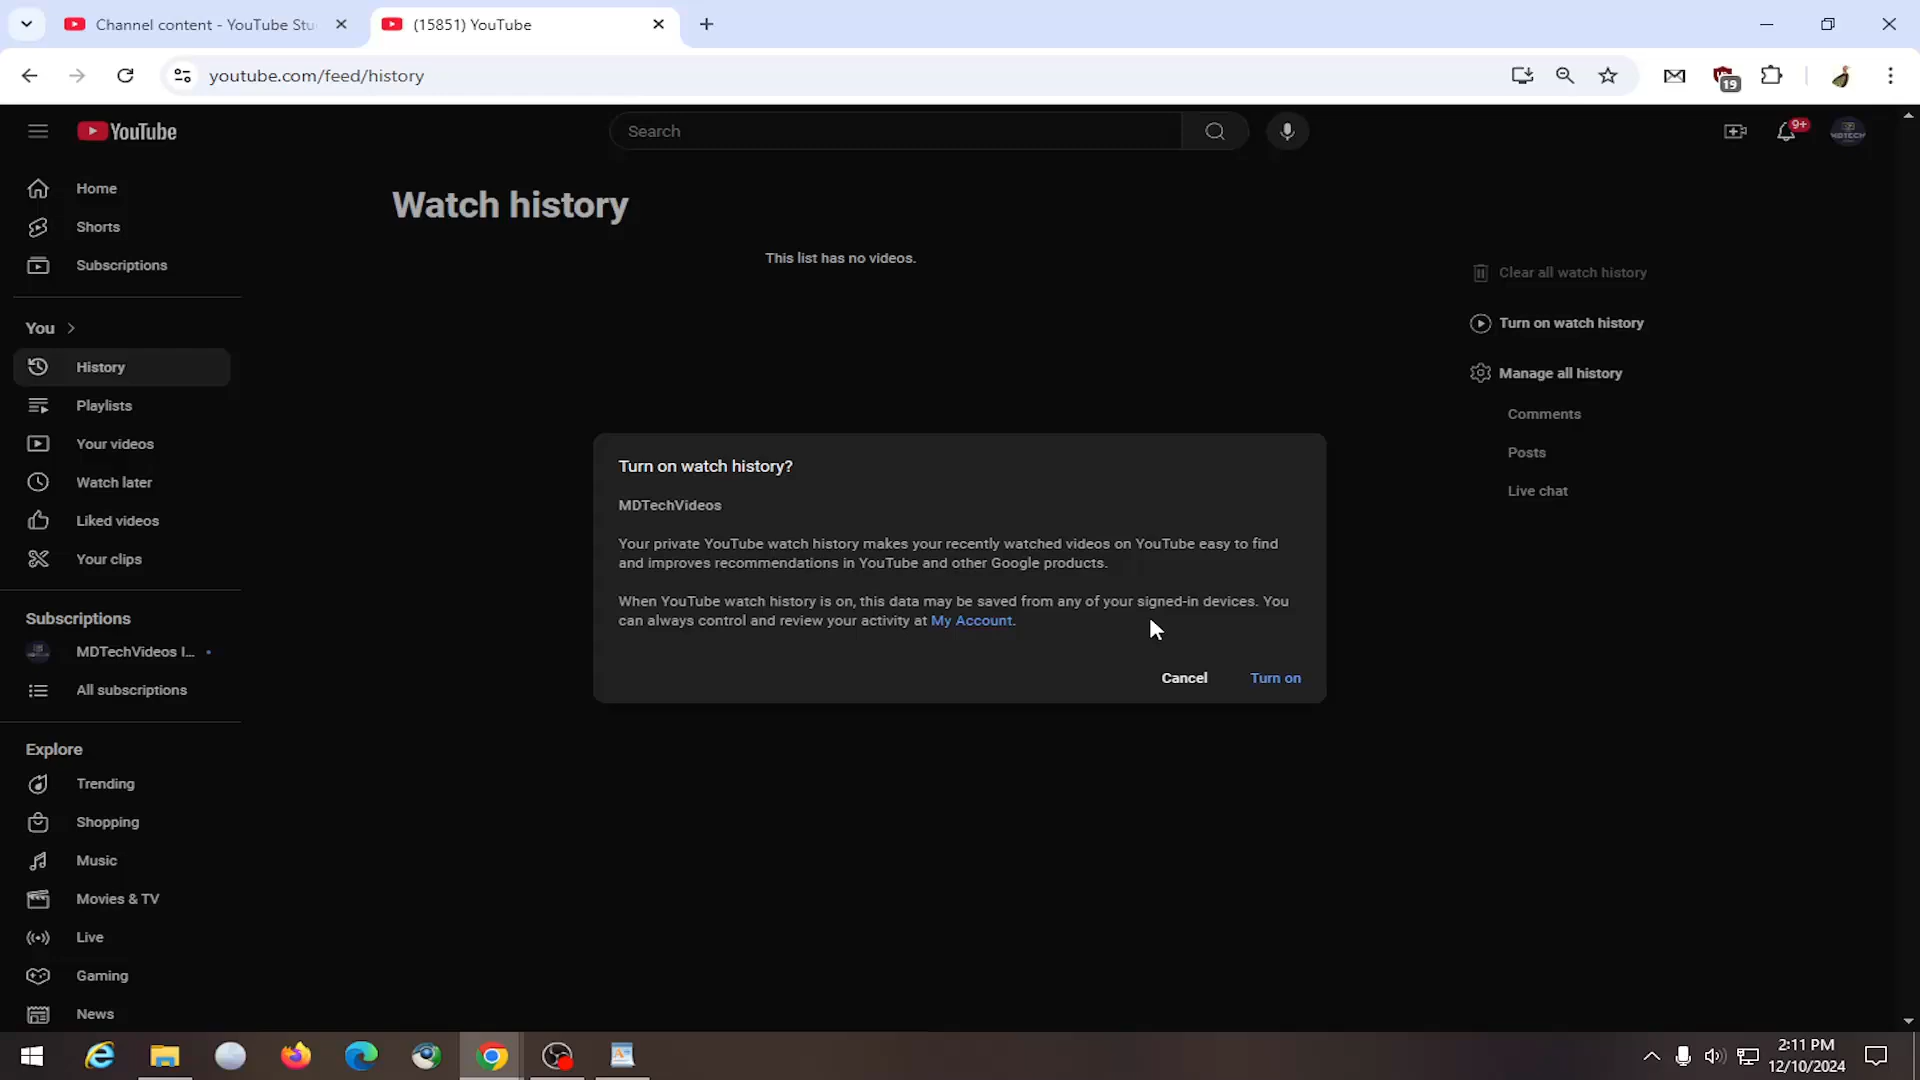 Channel content - YouTube Stu
(15851) YouTube
youtube.com/feed/history
19
YouTube
Search
9+
Home
Shorts
Subscriptions
You
History
Playlists
Your videos
Watch later
Liked videos
Your clips
Subscriptions
MDTechVideos I...
All subscriptions
Explore
Trending
Shopping
Music
Movies & TV
Live
Gaming
News
Watch history
This list has no videos.
Clear all watch history
Turn on watch history
Manage all history
Comments
Posts
Live chat
Turn on watch history?
MDTechVideos
Your private YouTube watch history makes your recently watched videos on YouTube easy to find
and improves recommendations in YouTube and other Google products.
When YouTube watch history is on, this data may be saved from any of your signed-in devices. You
can always control and review your activity at My Account.
Cancel
Turn on
2:11 PM
12/10/2024